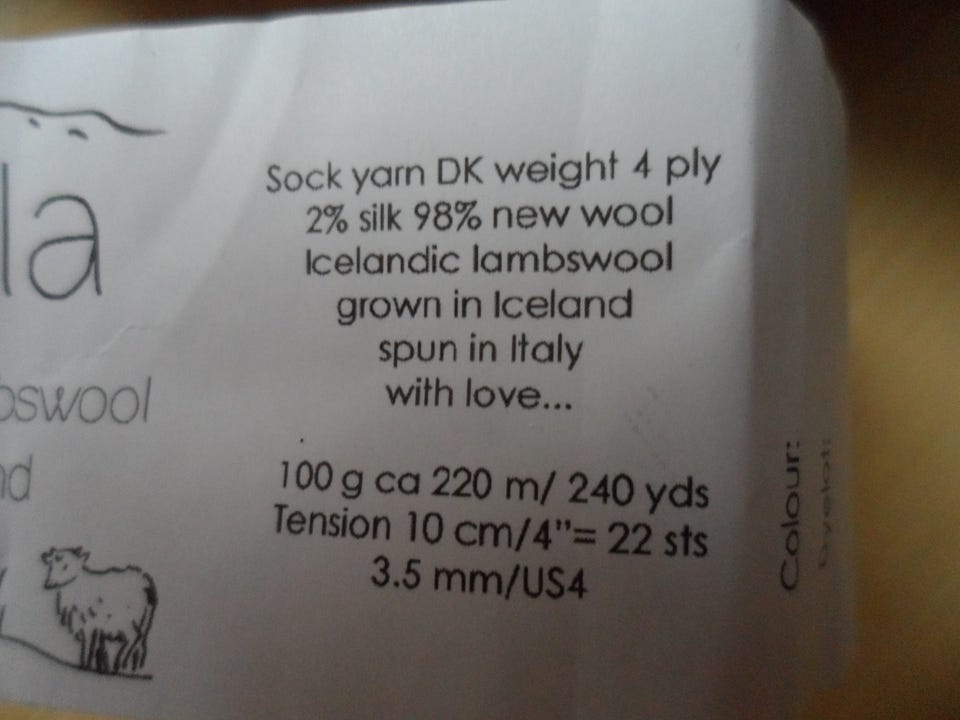 la
bswool
nd
Sock yarn DK weight 4 ply
2% silk 98% new wool
Icelandic lambswool
grown in Iceland
spun in Italy
with love...
100 g ca 220 m/ 240 yds
Tension 10 cm/4"= 22 sts
3.5 mm/US4
Colour:
Dyelot: